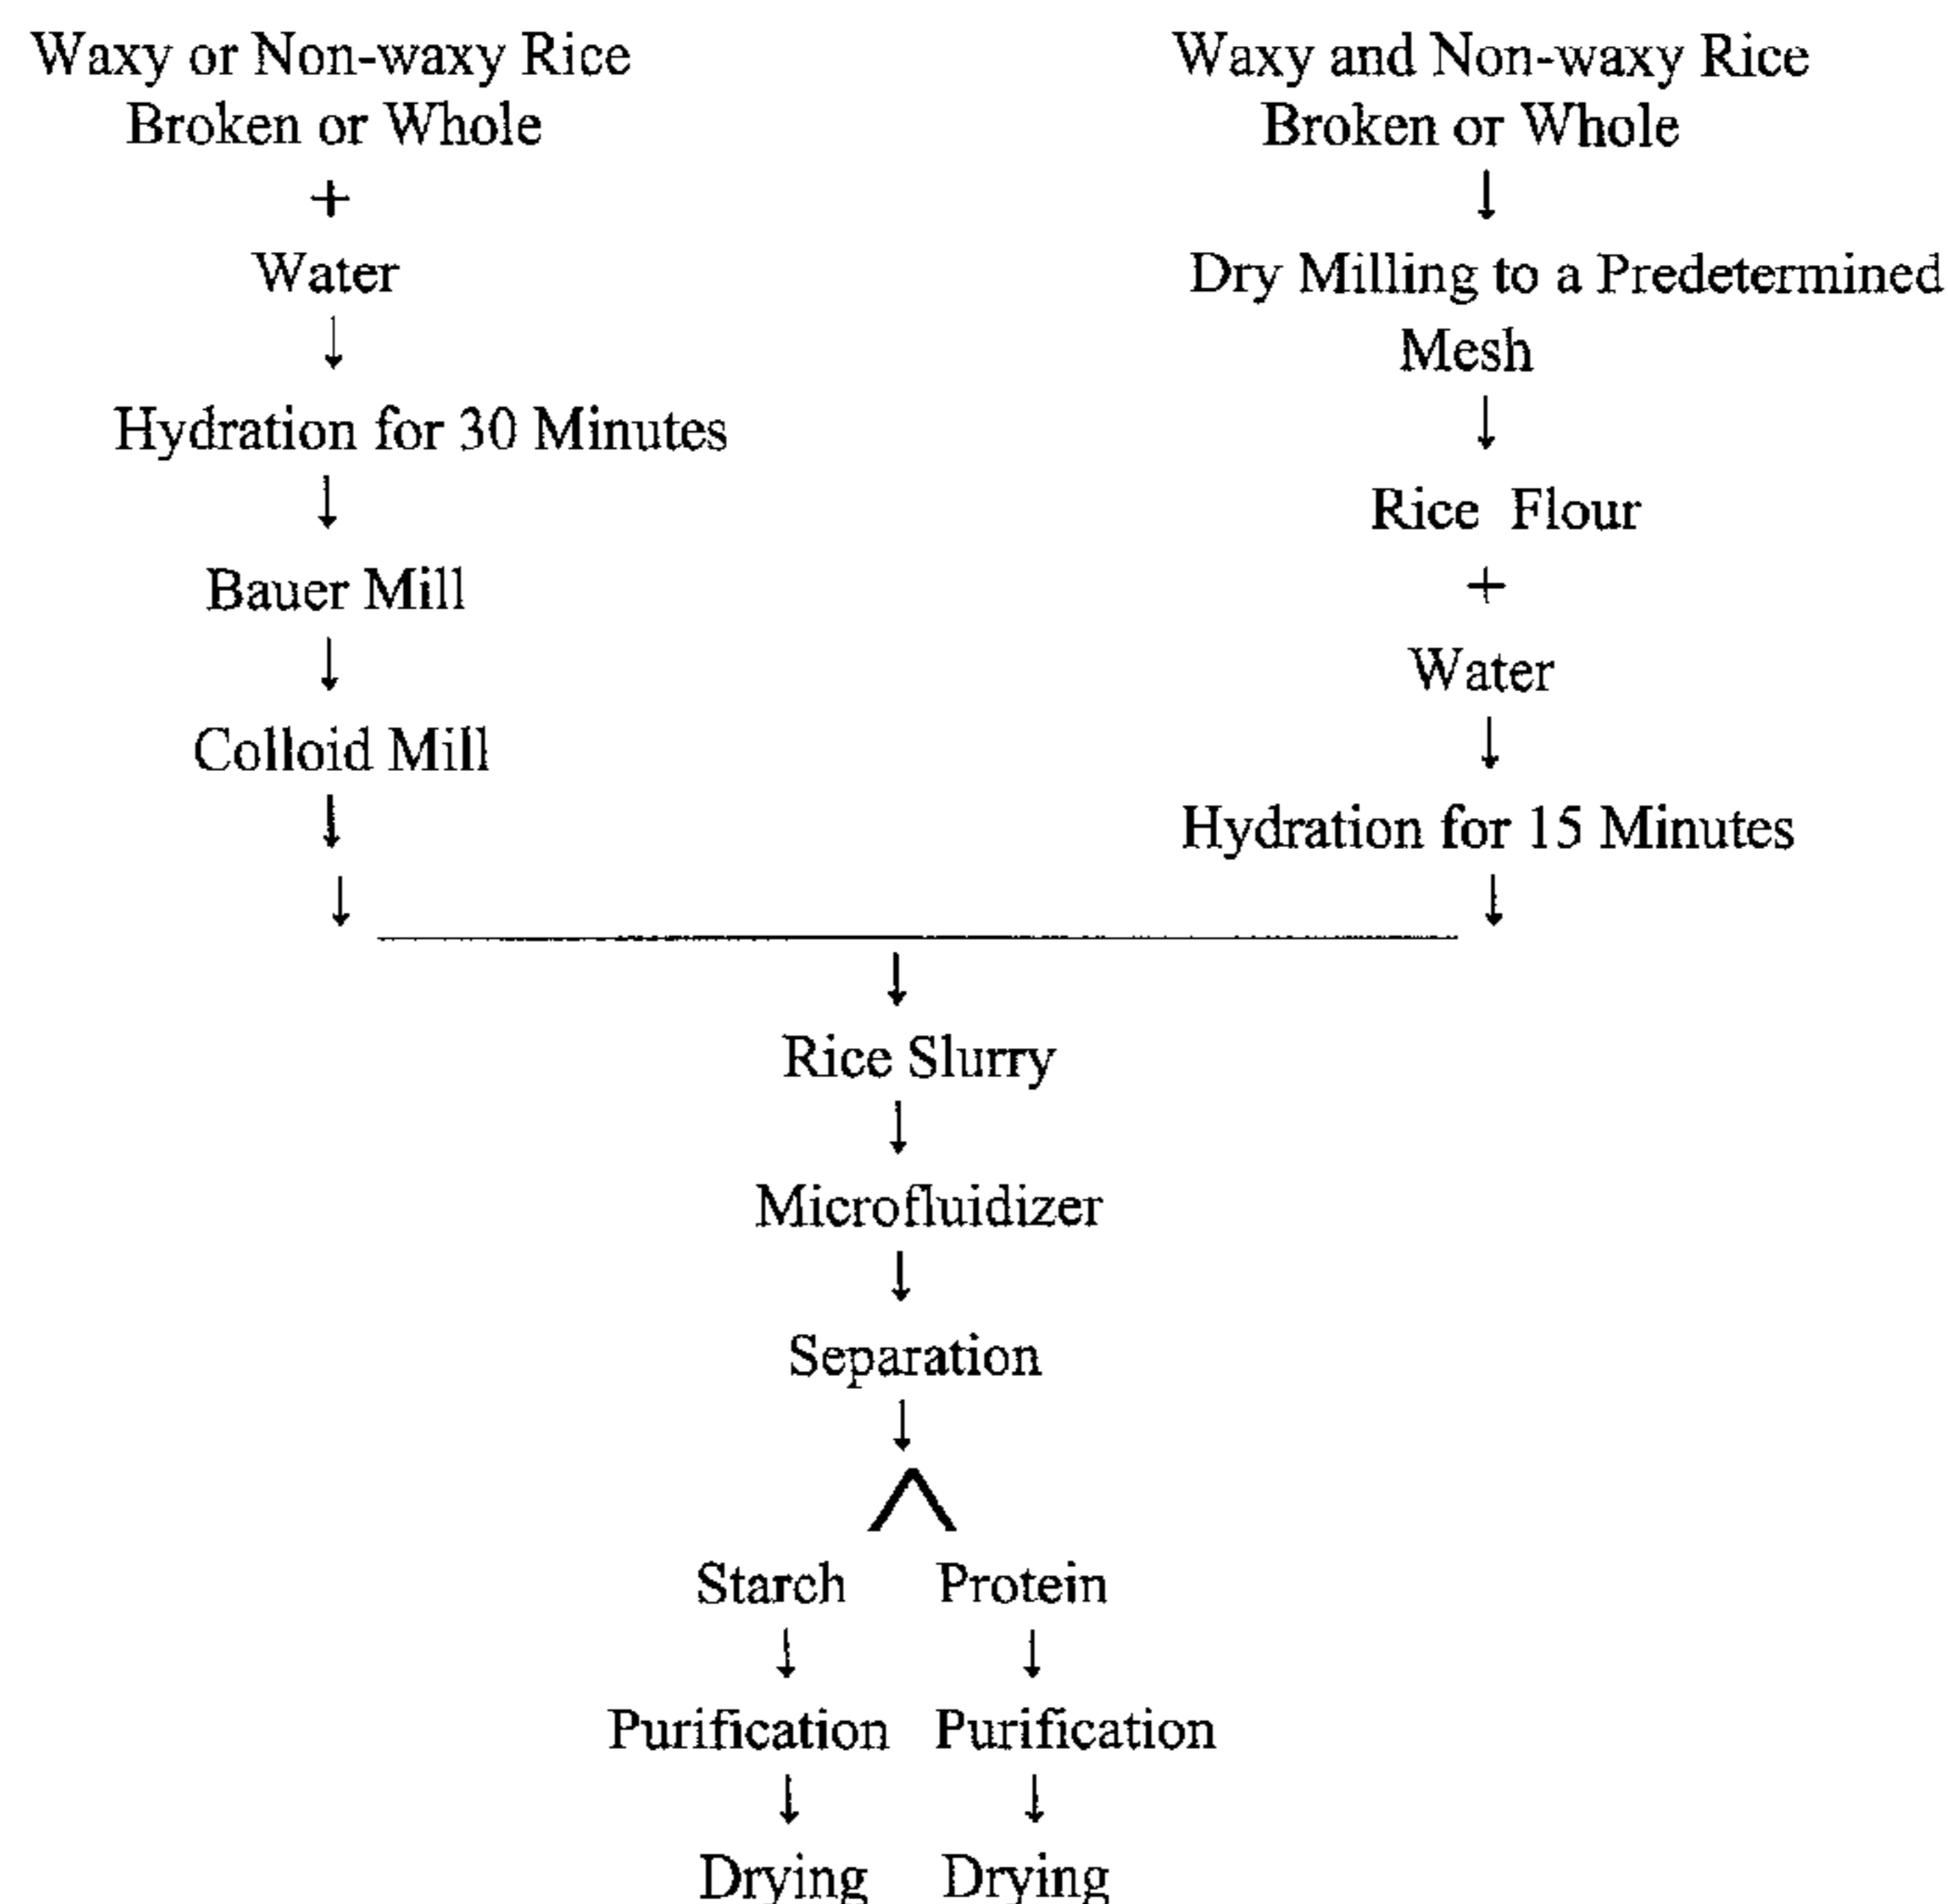 Waxy or Non-waxy Rice
Broken or Whole
+
Water
↓
Hydration for 30 Minutes
↓
Bauer Mill
↓
Colloid Mill
↓
↓
Waxy and Non-waxy Rice
Broken or Whole
↓
Dry Milling to a Predetermined
Mesh
↓
Rice Flour
+
Water
↓
Hydration for 15 Minutes
↓
↓
Rice Slurry
↓
Microfluidizer
↓
Separation
↓
Starch Protein
↓ ↓
Purification Purification
↓ ↓
Drying Drying